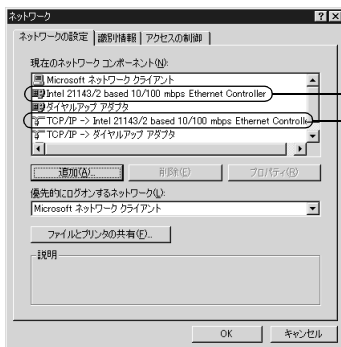 ネットワーク
ネットワークの設定 識別情報 アクセスの制御
現在のネットワーク コンポーネント(N):
Microsoft ネットワーク クライアント
Intel 21143/2 based 10/100 mbps Ethernet Controller
ダイヤルアップ アダプタ
TCP/IP -> Intel 21143/2 based 10/100 mbps Ethernet Controlle
TCP/IP -> ダイヤルアップ アダプタ
追加(A)... 削除(E) プロパティ(R)
優先的にログオンするネットワーク(L):
Microsoft ネットワーク クライアント
ファイルとプリンタの共有(F)...
説明
OK キャンセル